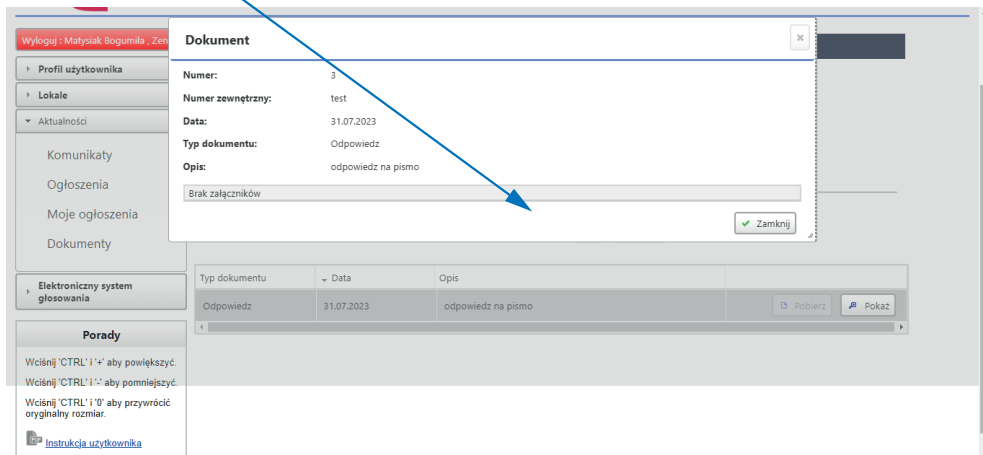 Wyloguj : Matysiak Bogumiła , Zen
Profil użytkownika
Lokale
Aktualności
Komunikaty
Ogłoszenia
Moje ogłoszenia
Dokumenty
Elektroniczny system
głosowania
Porady
Wciśnij 'CTRL' i '+' aby powiększyć.
Wciśnij 'CTRL' i '-' aby pomniejszyć.
Wciśnij 'CTRL' i '0' aby przywrócić
oryginalny rozmiar.
Instrukcja użytkownika
Dokument
Numer: 3
Numer zewnętrzny: test
Data: 31.07.2023
Typ dokumentu: Odpowiedz
Opis: odpowiedz na pismo
Brak załączników
Zamknij
Typ dokumentu Data Opis
Odpowiedz 31.07.2023 odpowiedz na pismo Pobierz Pokaż